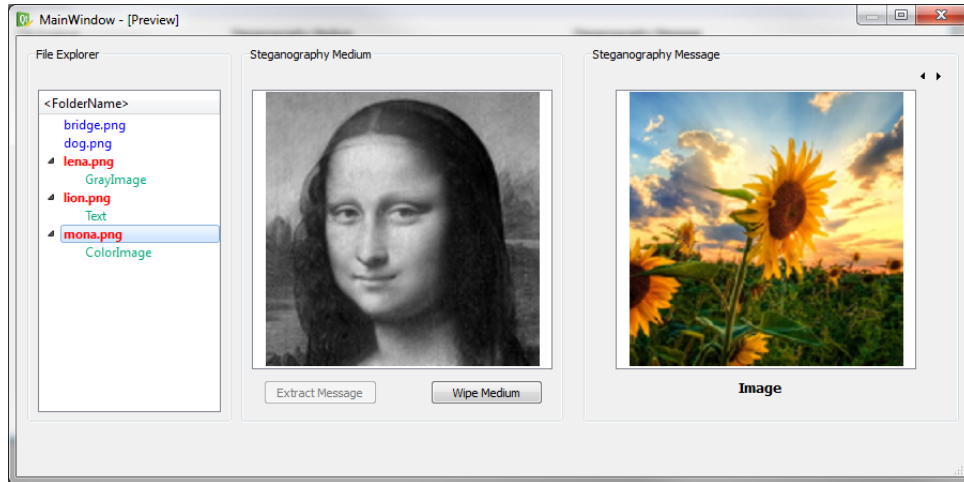 MainWindow - [Preview]
File Explorer
<FolderName>
bridge.png
dog.png
lena.png
GrayImage
lion.png
Text
mona.png
ColorImage
Steganography Medium
Extract Message
Wipe Medium
Steganography Message
Image